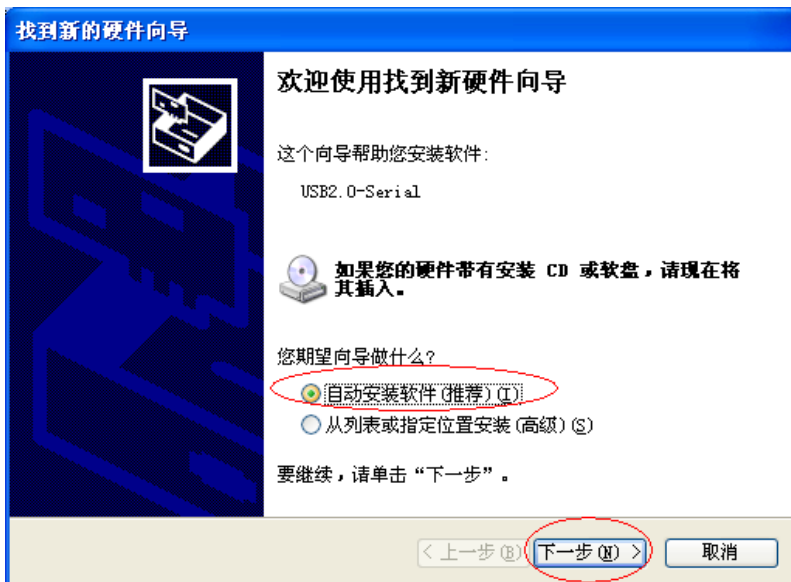 找到新的硬件向导
欢迎使用找到新硬件向导
这个向导帮助您安装软件:
USB2.0-Serial
如果您的硬件带有安装 CD 或软盘，请现在将
其插入。
您期望向导做什么?
自动安装软件(推荐)(I)
从列表或指定位置安装(高级)(S)
要继续，请单击“下一步”。
< 上一步(B) 下一步(N) > 取消